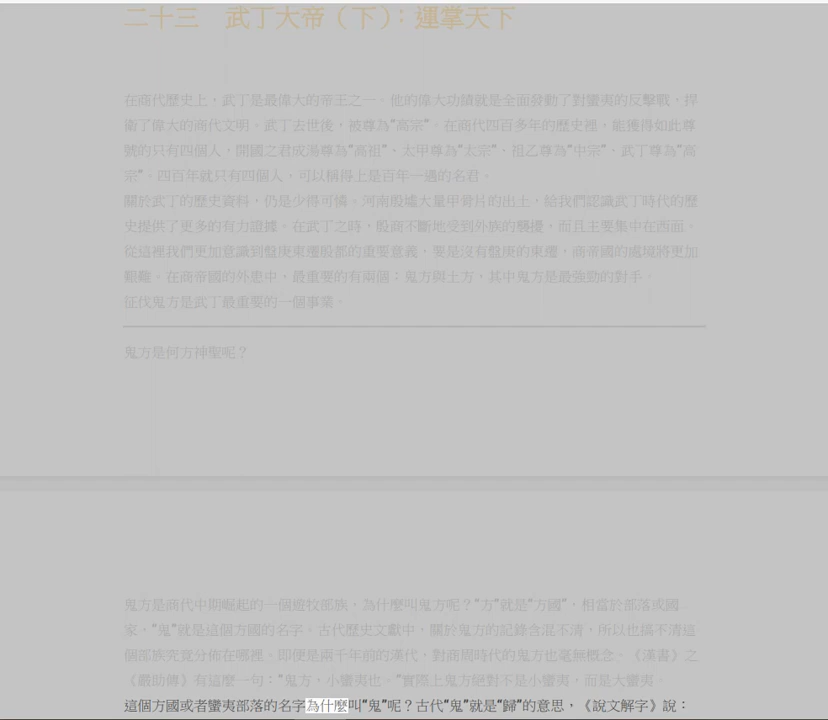 二十三　武丁大帝（下）：運掌天下
在商代歷史上，武丁是最偉大的帝王之一。他的偉大功績就是全面發動了對蠻夷的反擊戰，捍
衛了偉大的商代文明。武丁去世後，被尊為"高宗"。在商代四百多年的歷史裡，能獲得如此尊
號的只有四個人，開國之君成湯尊為"高祖"、太甲尊為"太宗"、祖乙尊為"中宗"、武丁尊為"高
宗"。四百年就只有四個人，可以稱得上是百年一遇的名君。
關於武丁的歷史資料，仍是少得可憐。河南殷墟大量甲骨片的出土，給我們認識武丁時代的歷
史提供了更多的有力證據。在武丁之時，殷商不斷地受到外族的騷擾，而且主要集中在西面。
從這裡我們更加意識到盤庚東遷殷都的重要意義，要是沒有盤庚的東遷，商帝國的處境將更加
艱難。在商帝國的外患中，最重要的有兩個：鬼方與土方，其中鬼方是最強勁的對手。
征伐鬼方是武丁最重要的一個事業。
鬼方是何方神聖呢？
鬼方是商代中期崛起的一個遊牧部族，為什麼叫鬼方呢？"方"就是"方國"，相當於部落或國
家，"鬼"就是這個方國的名字。古代歷史文獻中，關於鬼方的記錄含混不清，所以也搞不清這
個部族究竟分佈在哪裡。即便是兩千年前的漢代，對商周時代的鬼方也毫無概念。《漢書》之
《嚴助傳》有這麼一句："鬼方，小蠻夷也。"實際上鬼方絕對不是小蠻夷，而是大蠻夷。
這個方國或者蠻夷部落的名字為什麼叫"鬼"呢？古代"鬼"就是"歸"的意思，《說文解字》說：